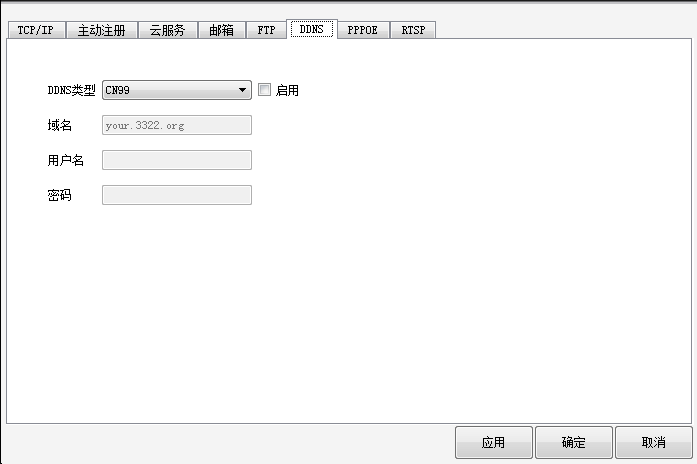 TCP/IP 主动注册 云服务 邮箱 FTP DDNS PPPOE RTSP
DDNS类型 CN99 启用
域名 your.3322.org
用户名
密码
应用 确定 取消